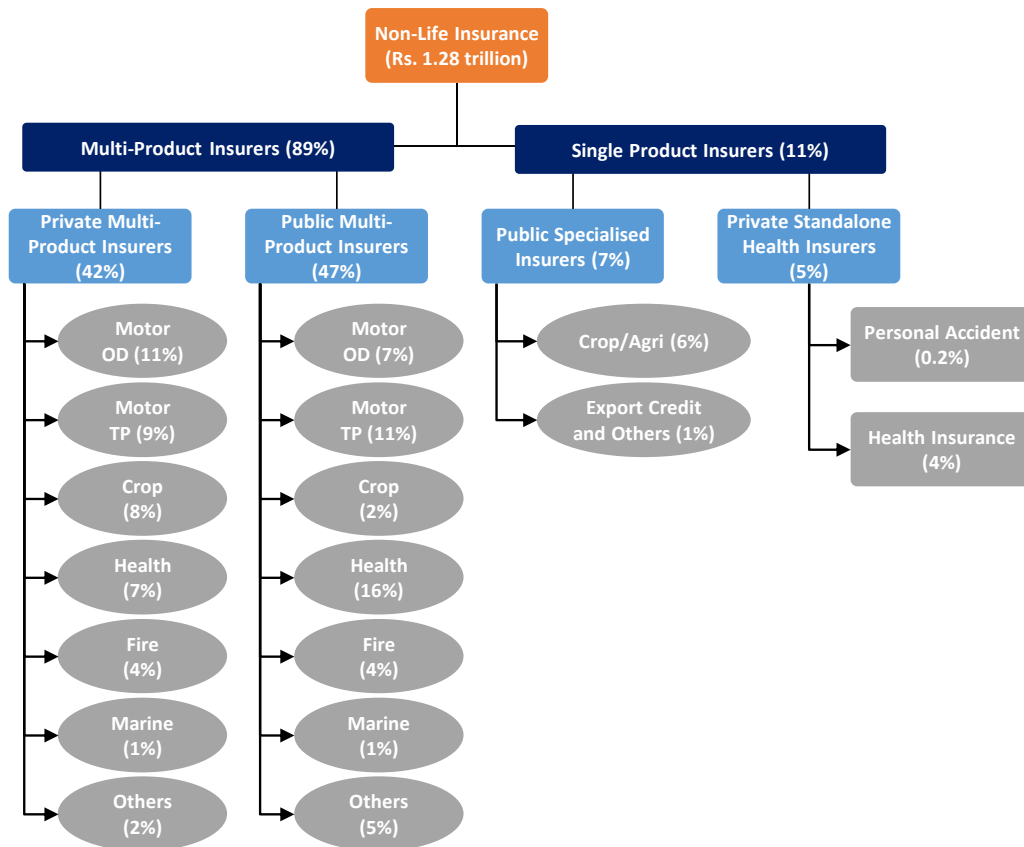 Non-Life Insurance
(Rs. 1.28 trillion)
Multi-Product Insurers (89%)
Single Product Insurers (11%)
Private Multi-
Product Insurers
(42%)
Public Multi-
Product Insurers
(47%)
Public Specialised
Insurers (7%)
Private Standalone
Health Insurers
(5%)
Motor
OD (11%)
Motor
TP (9%)
Crop
(8%)
Health
(7%)
Fire
(4%)
Marine
(1%)
Others
(2%)
Motor
OD (7%)
Motor
TP (11%)
Crop
(2%)
Health
(16%)
Fire
(4%)
Marine
(1%)
Others
(5%)
Crop/Agri (6%)
Export Credit
and Others (1%)
Personal Accident
(0.2%)
Health Insurance
(4%)